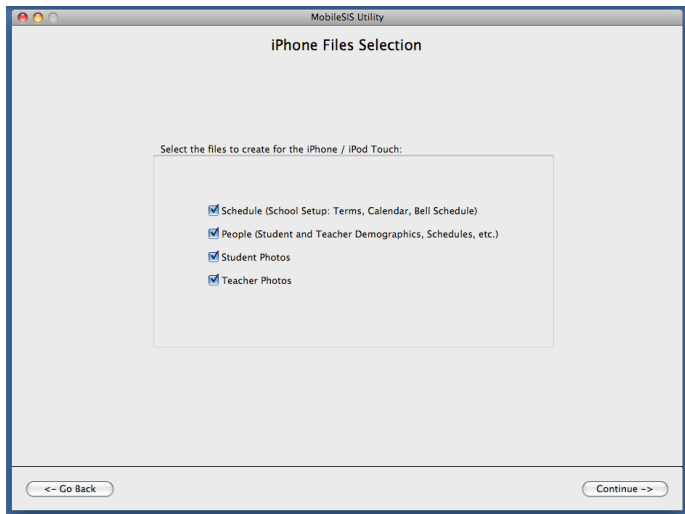 MobileSIS Utility
iPhone Files Selection
Select the files to create for the iPhone / iPod Touch:
Schedule (School Setup: Terms, Calendar, Bell Schedule)
People (Student and Teacher Demographics, Schedules, etc.)
Student Photos
Teacher Photos
<- Go Back
Continue ->